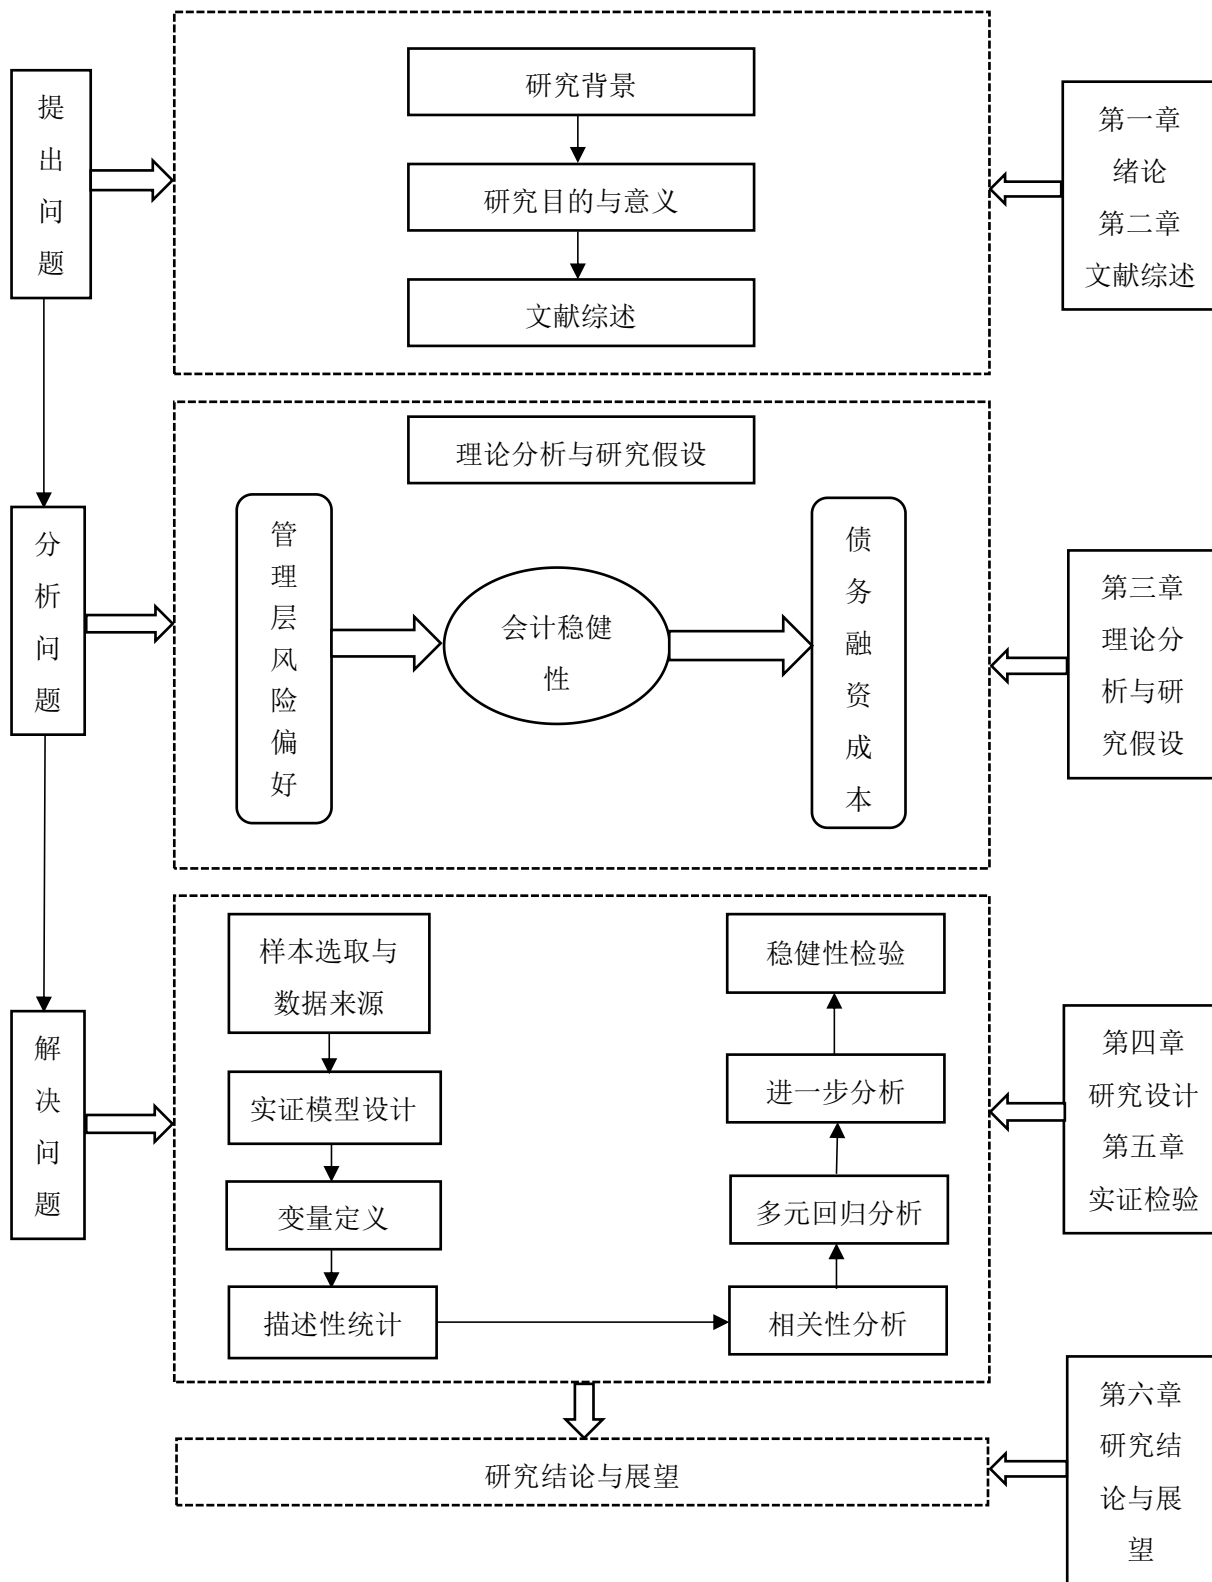 研究背景
研究目的与意义
文献综述
提出问题
第一章
绪论
第二章
文献综述
理论分析与研究假设
管理层风险偏好
会计稳健
性
债务融资成本
分析问题
第三章
理论分
析与研
究假设
样本选取与
数据来源
实证模型设计
变量定义
描述性统计
相关性分析
多元回归分析
进一步分析
稳健性检验
解决问题
第四章
研究设计
第五章
实证检验
研究结论与展望
第六章
研究结
论与展
望